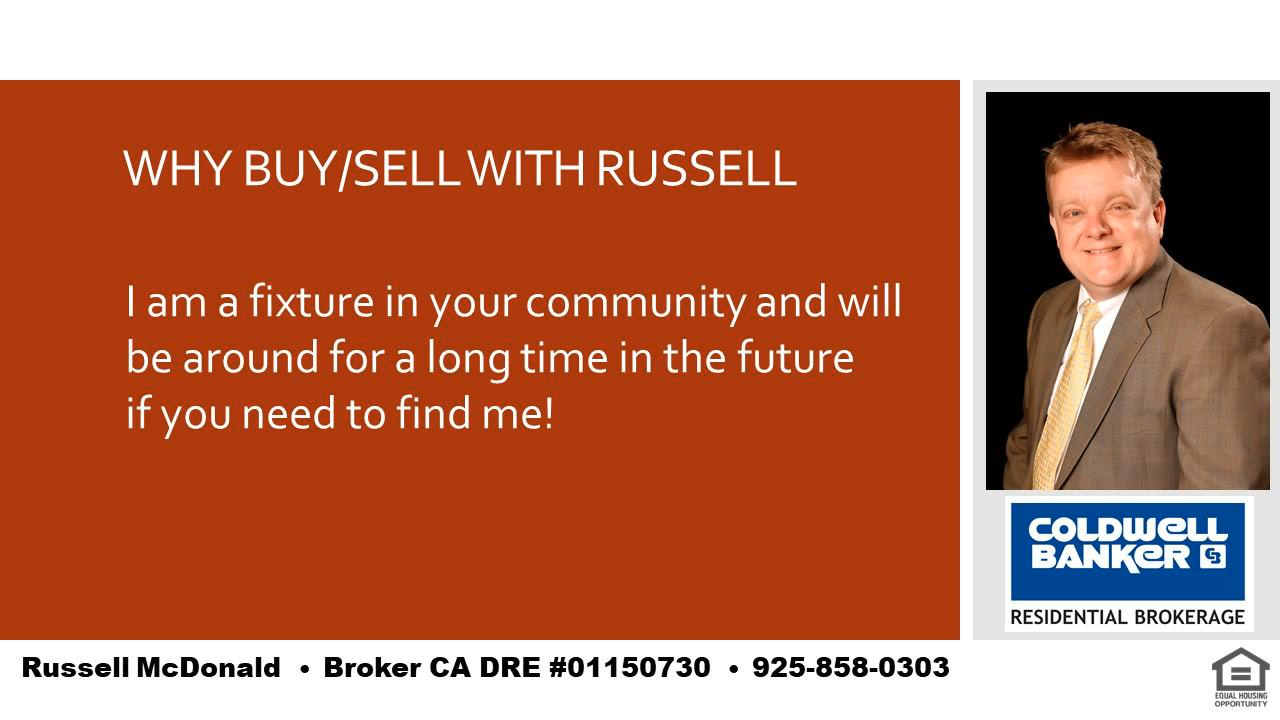 WHY BUY/SELL WITH RUSSELL
I am a fixture in your community and will
be around for a long time in the future
if you need to find me!
COLDWELL
BANKER CB
RESIDENTIAL BROKERAGE
Russell McDonald • Broker CA DRE #01150730 • 925-858-0303
EQUAL HOUSING
OPPORTUNITY